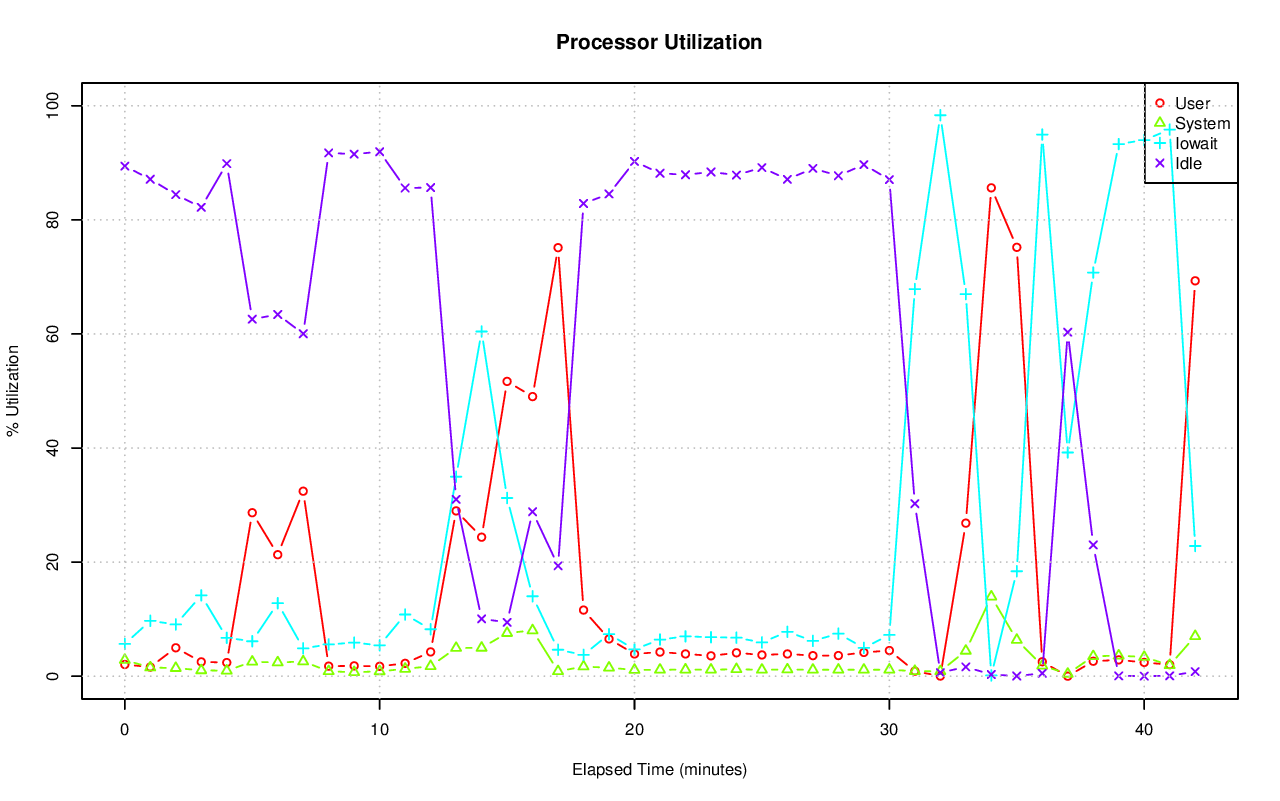 Processor Utilization
100
80
60
40
20
0
% Utilization
User
System
Iowait
Idle
0 10 20 30 40
Elapsed Time (minutes)